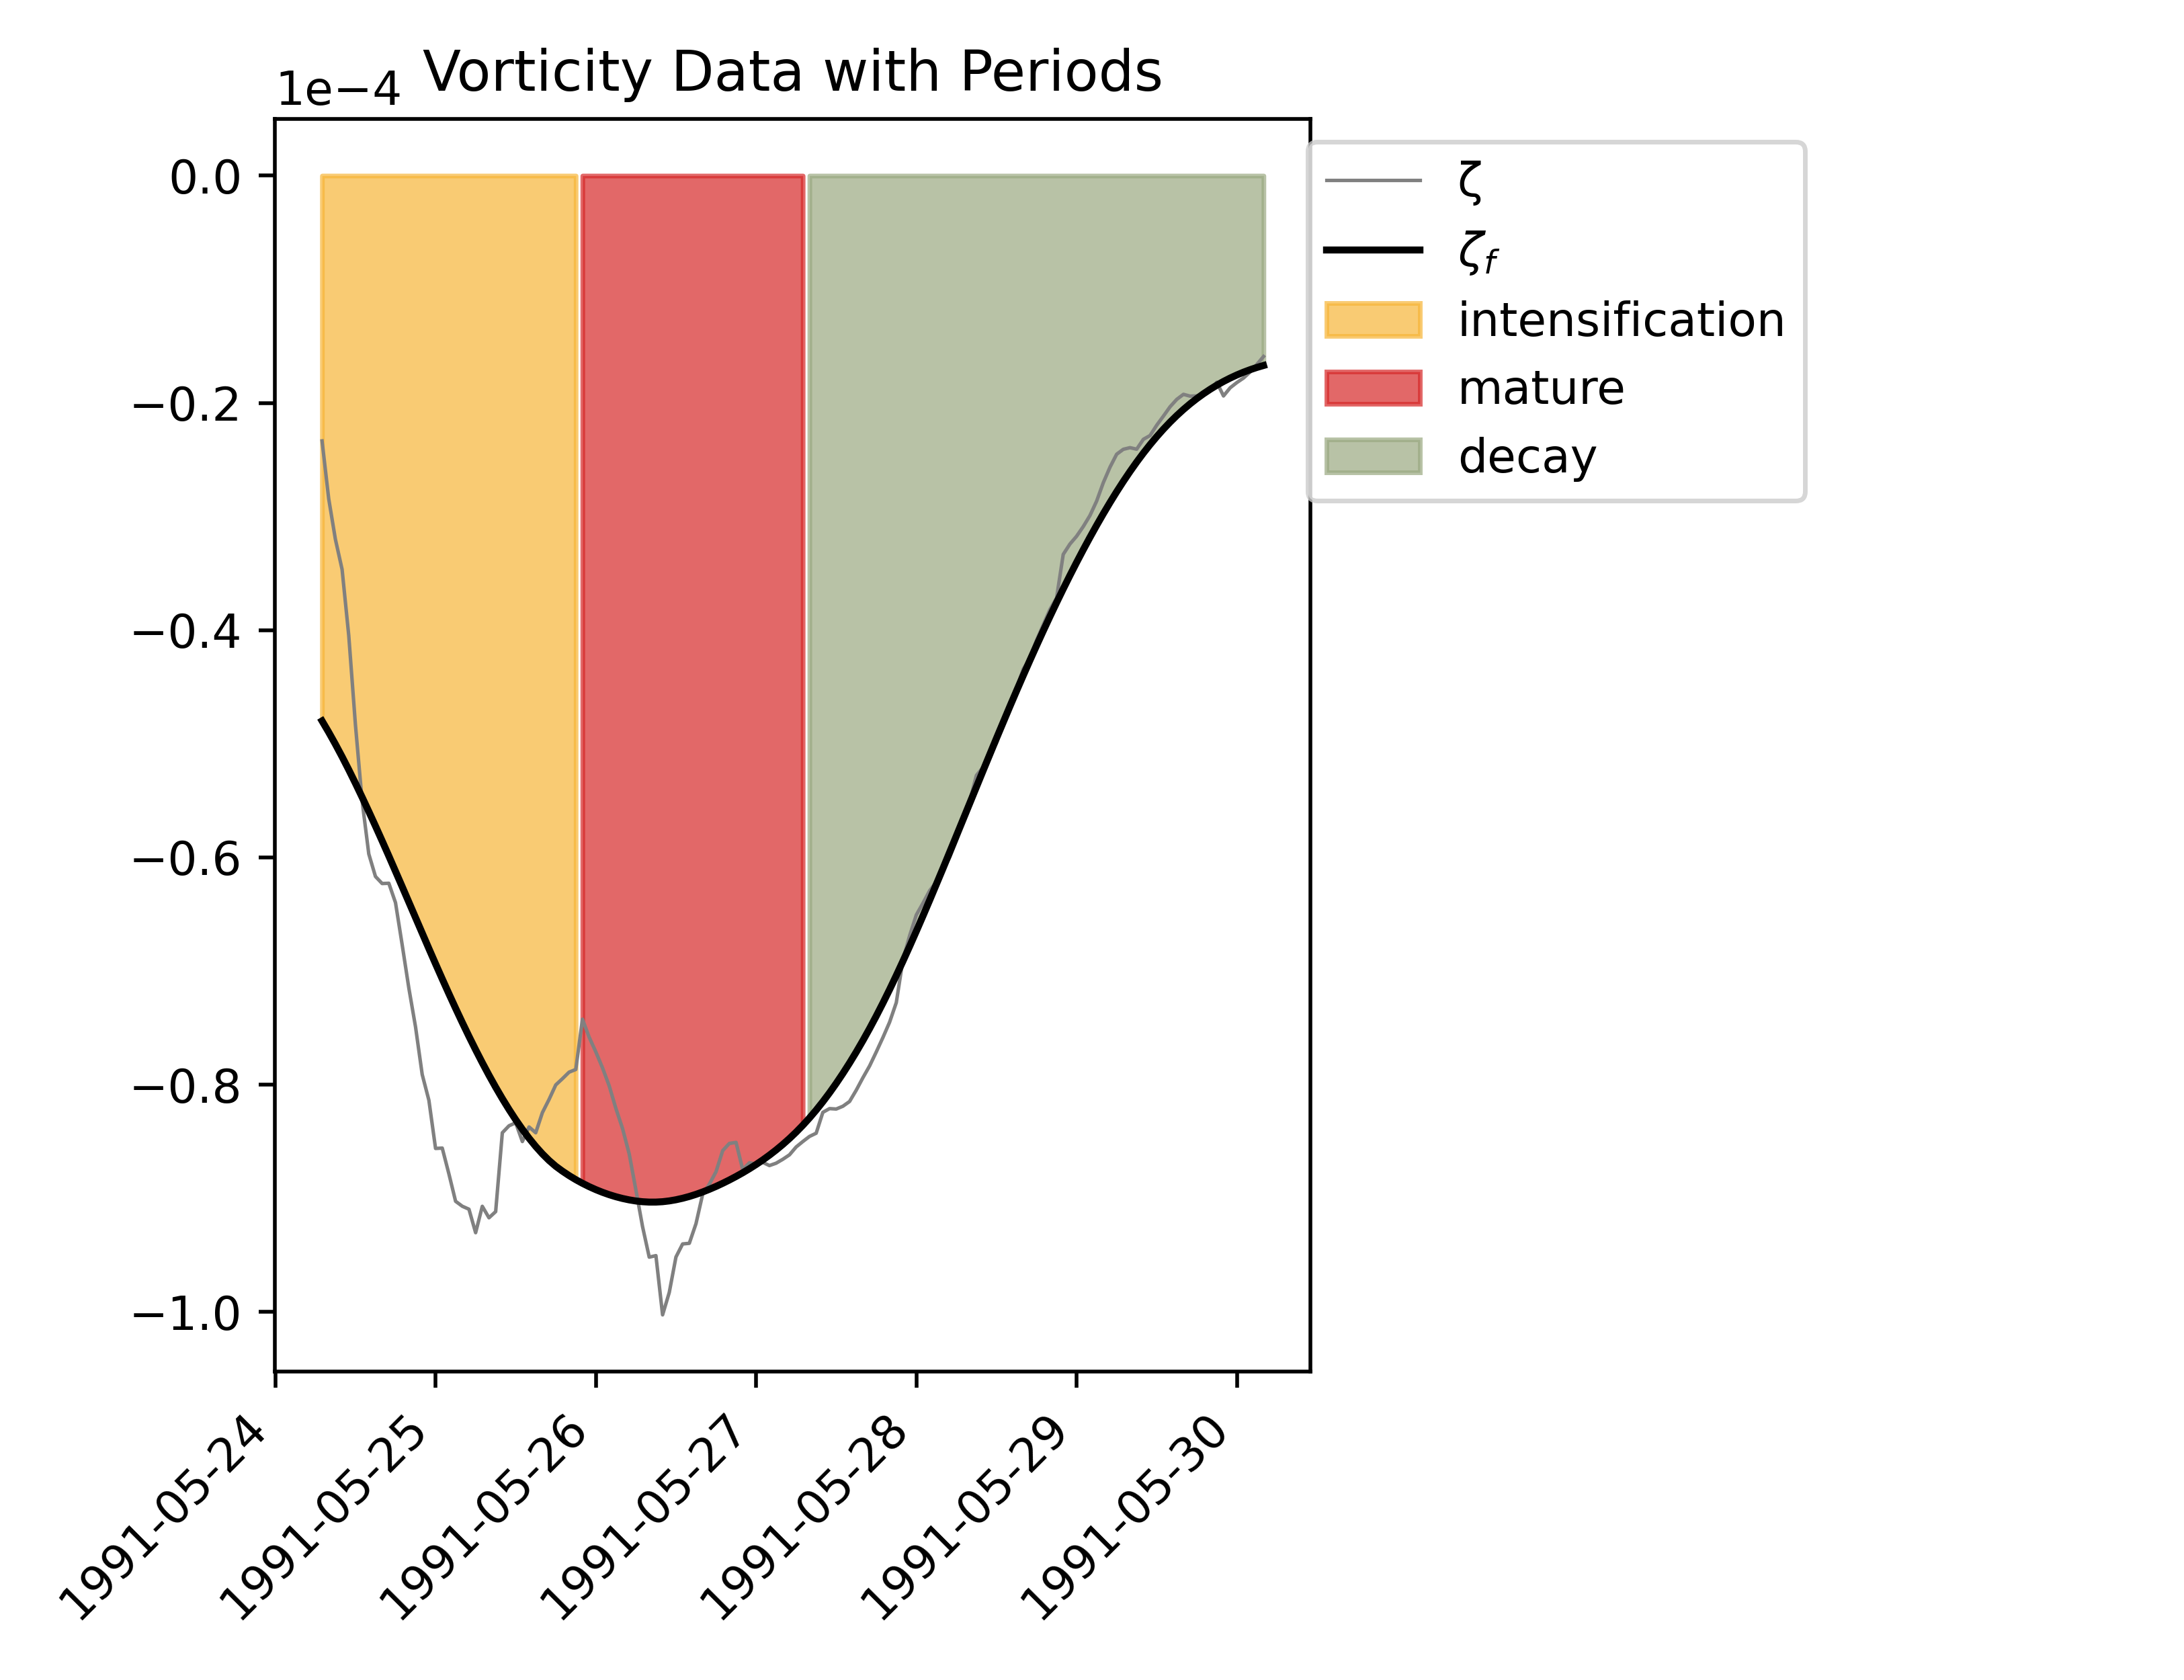 Vorticity Data with Periods
1e−4
0.0
−0.2
−0.4
−0.6
−0.8
−1.0
1991-05-24
1991-05-25
1991-05-26
1991-05-27
1991-05-28
1991-05-29
1991-05-30
ζ
ζf
intensification
mature
decay